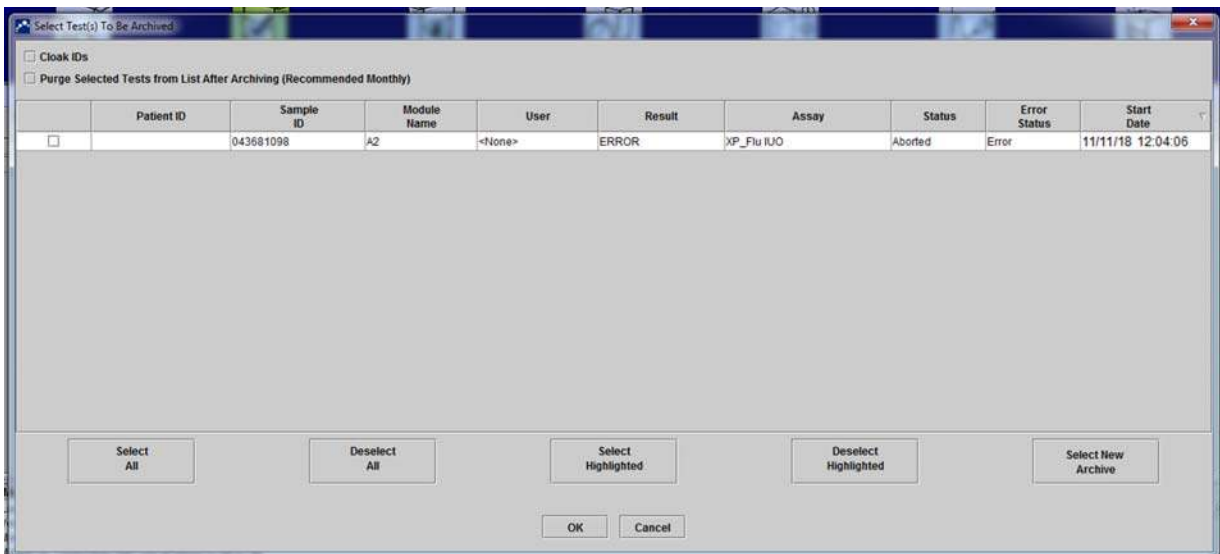 Select Test(s) To Be Archived
Cloak IDs
Purge Selected Tests from List After Archiving (Recommended Monthly)
Patient ID Sample ID Module Name User Result Assay Status Error Status Start Date
043681098 A2 <None> ERROR XP_Flu IUO Aborted Error 11/11/18 12:04:06
Select All Deselect All Select Highlighted Deselect Highlighted Select New Archive
OK Cancel